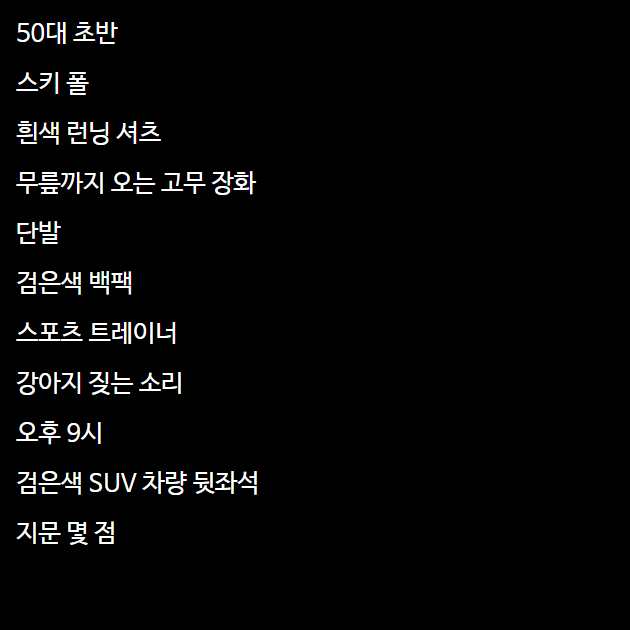 50대 초반
스키 폴
흰색 런닝 셔츠
무릎까지 오는 고무 장화
단발
검은색 백팩
스포츠 트레이너
강아지 짖는 소리
오후 9시
검은색 SUV 차량 뒷좌석
지문 몇 점